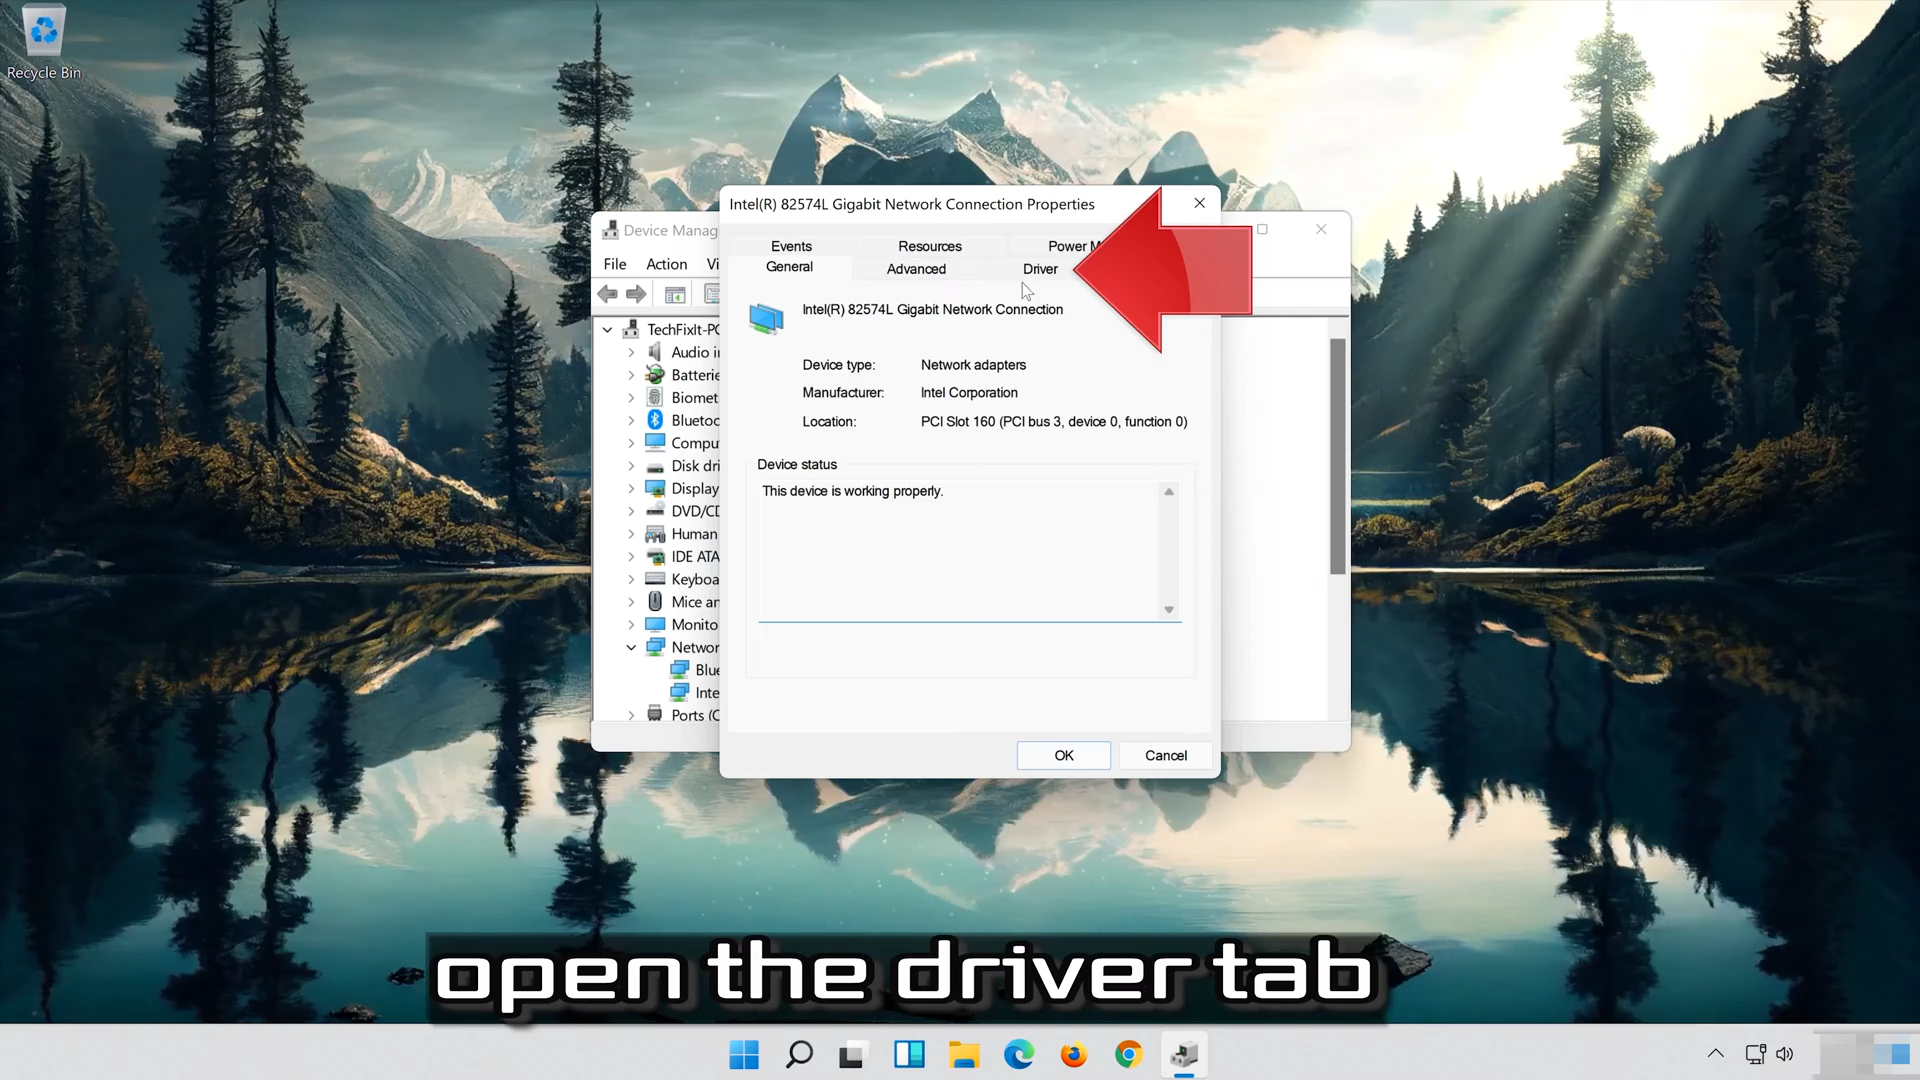 Recycle Bin
Intel(R) 82574L Gigabit Network Connection Properties
Device Manag
File Action Vi
Events Resources Power M
General Advanced Driver
Intel(R) 82574L Gigabit Network Connection
Device type: Network adapters
Manufacturer: Intel Corporation
Location: PCI Slot 160 (PCI bus 3, device 0, function 0)
Device status
This device is working properly.
OK Cancel
TechFixIt-PC
Audio in
Batterie
Biomet
Bluetoo
Compu
Disk dri
Display
DVD/CD
Human
IDE ATA
Keyboa
Mice an
Monito
Networ
Blue
Inte
Ports (C
open the driver tab